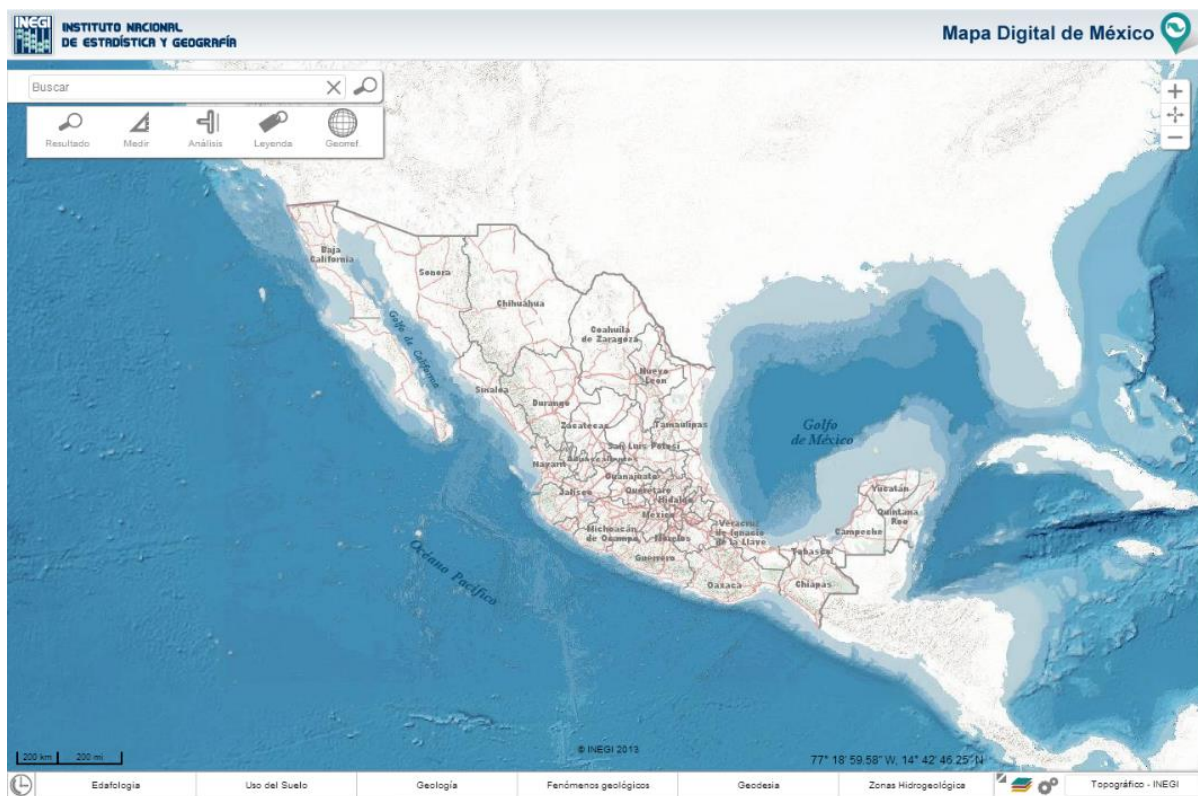 INEGI INSTITUTO NACIONAL
DE ESTADÍSTICA Y GEOGRAFÍA
Mapa Digital de México
Buscar
Resultado Medir Análisis Leyenda Georref.
Baja
California
Sonora
Chihuahua
Coahuila
de Zaragoza
Golfo de California
Nuevo
León
Sinaloa
Durango
Zacatecas
Tamaulipas
Golfo
de México
San Luis Potosí
Aguascalientes
Nayarit
Guanajuato
Yucatán
Jalisco
Querétaro
Hidalgo
Quintana
Roo
México
Michoacán
de Ocampo
Morelos
Veracruz
de Ignacio
de la Llave
Campeche
Tabasco
Guerrero
Oaxaca
Chiapas
Océano Pacífico
200 km 200 mi
© INEGI 2013
77° 18' 59.58" W, 14° 42' 46.25" N
Edafologia Uso del Suelo Geología Fenómenos geológicos Geodesia Zonas Hidrogeológica Topográfico - INEGI